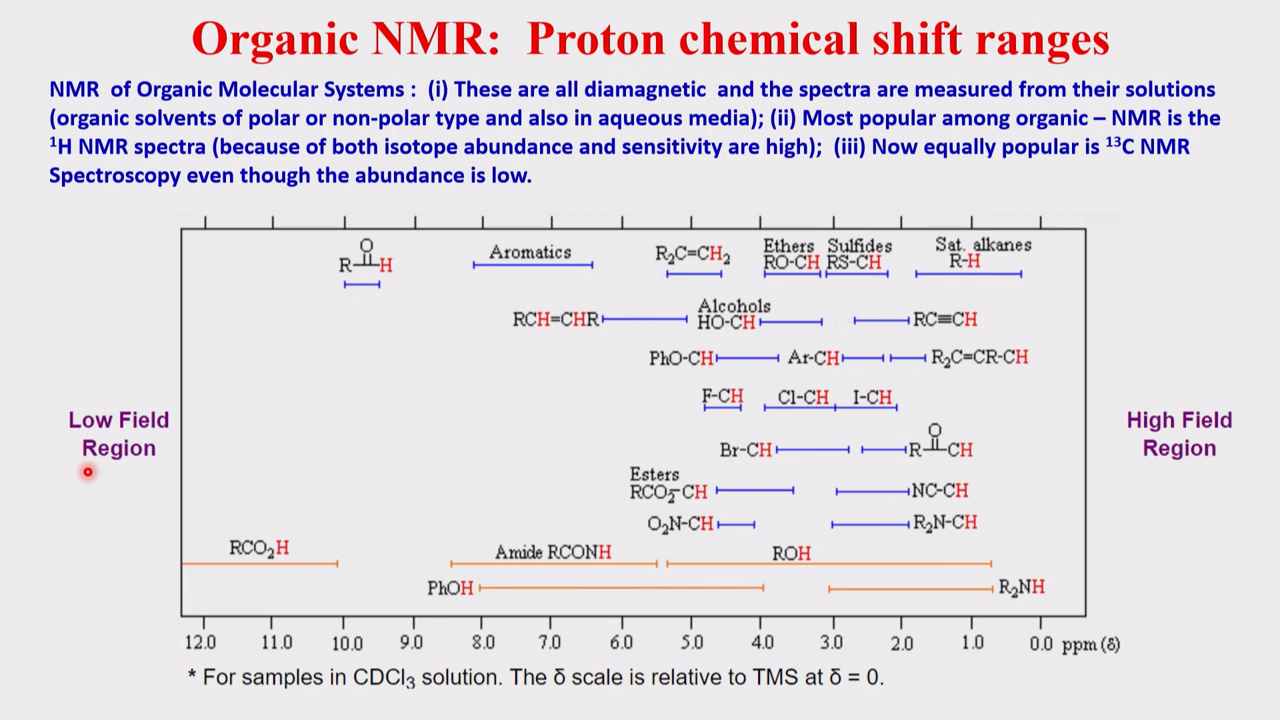 Organic NMR:  Proton chemical shift ranges
NMR of Organic Molecular Systems : (i) These are all diamagnetic and the spectra are measured from their solutions
(organic solvents of polar or non-polar type and also in aqueous media); (ii) Most popular among organic – NMR is the
¹H NMR spectra (because of both isotope abundance and sensitivity are high); (iii) Now equally popular is ¹³C NMR
Spectroscopy even though the abundance is low.
O
R H
Aromatics
R₂C=CH₂
Ethers
RO-CH
Sulfides
RS-CH
Sat. alkanes
R-H
RCH=CHR
Alcohols
HO-CH
RC≡CH
PhO-CH
Ar-CH
R₂C=CR-CH
F-CH
Cl-CH
I-CH
Low Field
Region
High Field
Region
Br-CH
O
R CH
Esters
RCO₂-CH
NC-CH
O₂N-CH
R₂N-CH
RCO₂H
Amide RCONH
ROH
PhOH
R₂NH
12.0 11.0 10.0 9.0 8.0 7.0 6.0 5.0 4.0 3.0 2.0 1.0 0.0 ppm (δ)
* For samples in CDCl₃ solution. The δ scale is relative to TMS at δ = 0.